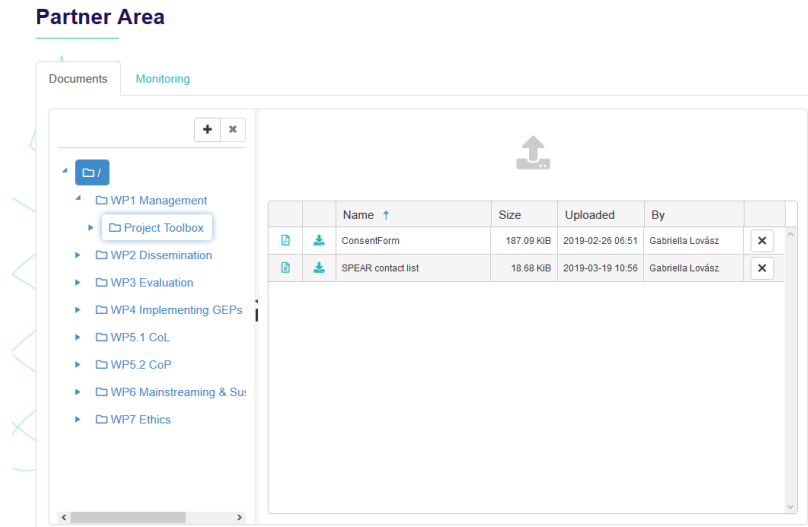 Partner Area
Documents Monitoring
/
WP1 Management
Project Toolbox
WP2 Dissemination
WP3 Evaluation
WP4 Implementing GEPs
WP5.1 CoL
WP5.2 CoP
WP6 Mainstreaming & Sus
WP7 Ethics
Name ↑ Size Uploaded By
ConsentForm 187.09 KiB 2019-02-26 06:51 Gabriella Lovász
SPEAR contact list 18.68 KiB 2019-03-19 10:56 Gabriella Lovász